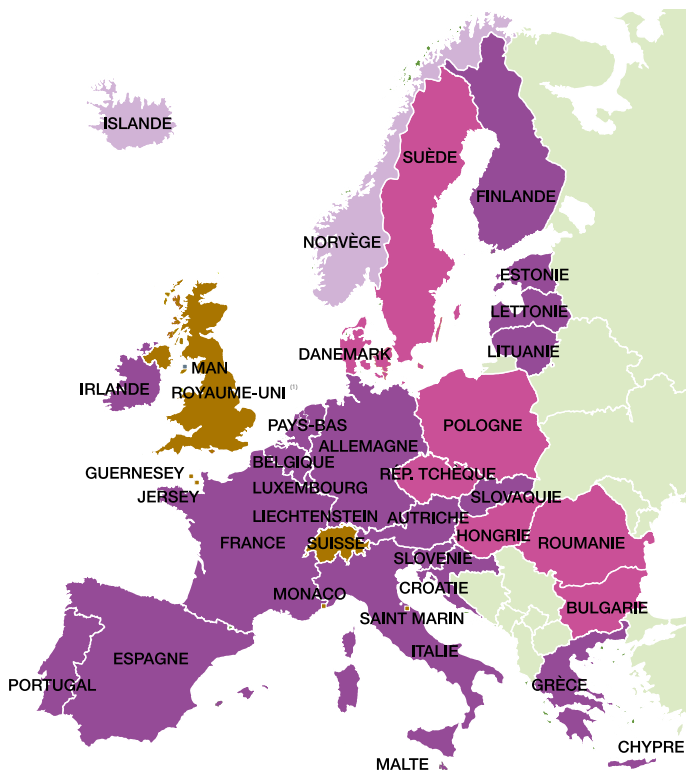 ISLANDE
SUÈDE
FINLANDE
NORVÈGE
ESTONIE
LETTONIE
LITUANIE
DANEMARK
MAN
IRLANDE
ROYAUME-UNI (1)
PAYS-BAS
POLOGNE
ALLEMAGNE
BELGIQUE
GUERNESEY
RÉP. TCHÈQUE
JERSEY
LUXEMBOURG
SLOVAQUIE
LIECHTENSTEIN
AUTRICHE
FRANCE
SUISSE
HONGRIE
ROUMANIE
SLOVENIE
CROATIE
MONACO
BULGARIE
SAINT MARIN
ITALIE
ESPAGNE
PORTUGAL
GRÈCE
CHYPRE
MALTE